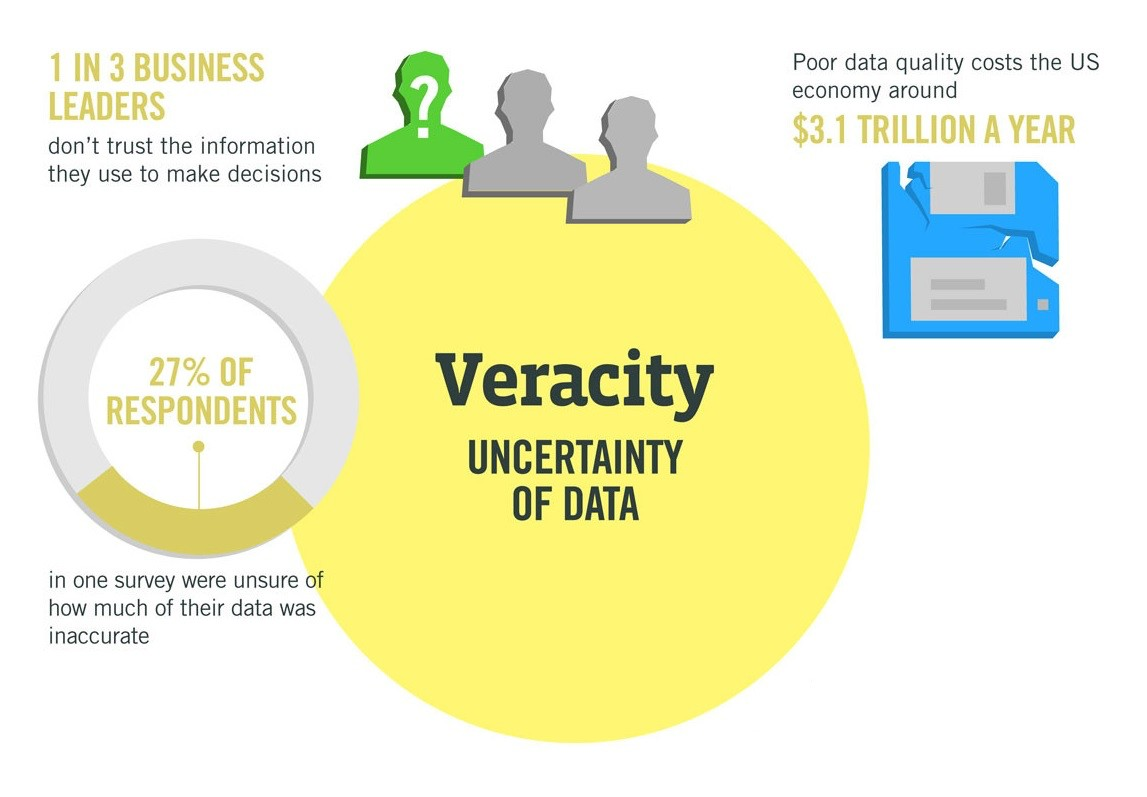 1 IN 3 BUSINESS
LEADERS
don't trust the information
they use to make decisions
?
Poor data quality costs the US
economy around
$3.1 TRILLION A YEAR
27% OF
RESPONDENTS
in one survey were unsure of
how much of their data was
inaccurate
Veracity
UNCERTAINTY
OF DATA